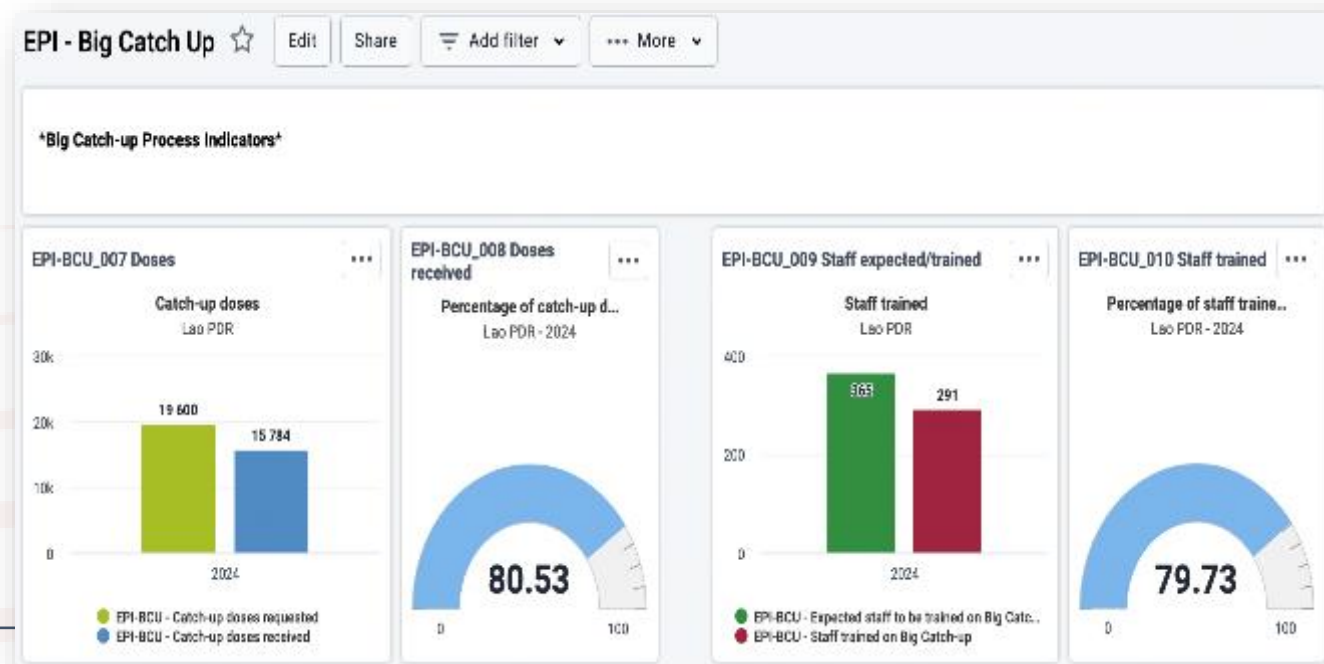 EPI - Big Catch Up
Edit
Share
Add filter
More
*Big Catch-up Process Indicators*
EPI-BCU_007 Doses
Catch-up doses
Lao PDR
30k
20k
10k
0
19 600
15 784
2024
EPI-BCU - Catch-up doses requested
EPI-BCU - Catch-up doses received
EPI-BCU_008 Doses
received
Percentage of catch-up d...
Lao PDR - 2024
80.53
0
100
EPI-BCU_009 Staff expected/trained
Staff trained
Lao PDR
400
200
0
365
291
2024
EPI-BCU - Expected staff to be trained on Big Catc..
EPI-BCU - Staff trained on Big Catch-up
EPI-BCU_010 Staff trained
Percentage of staff traine..
Lao PDR - 2024
79.73
0
100